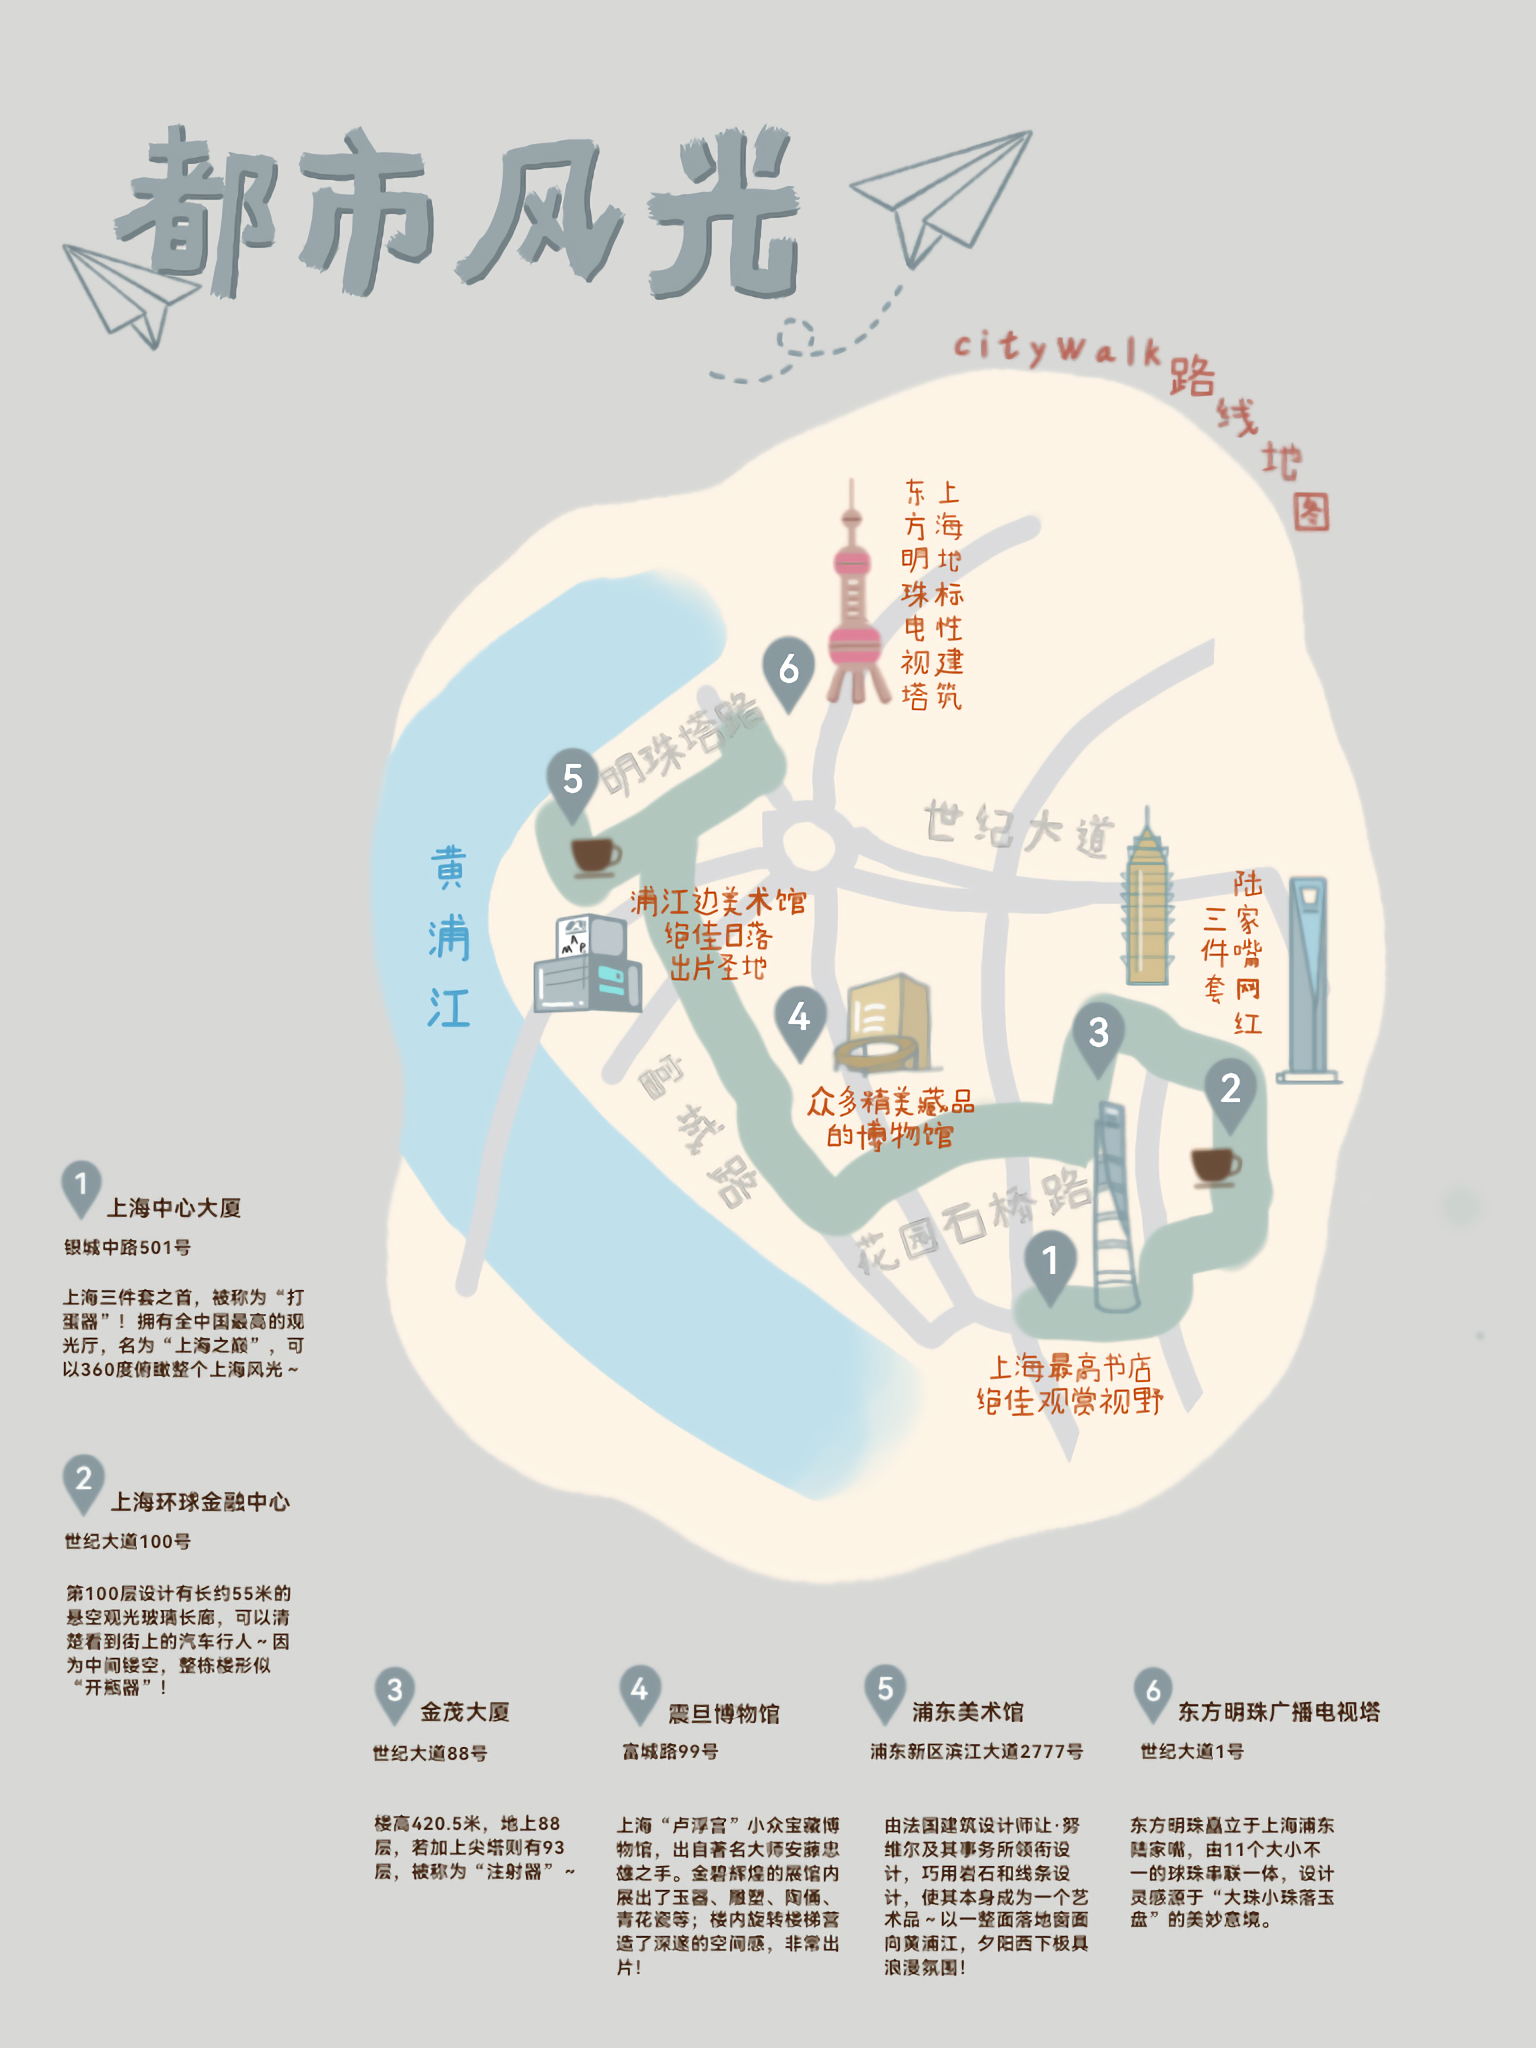 都市风光
cityWalk路线地图
上海地标性建筑
东方明珠电视塔
6
明珠塔路
5
世纪大道
黄浦江
浦江边美术馆
绝佳日落
出片圣地
陆家嘴网红
三件套
4
3
2
众多精美藏品
的博物馆
富城路
花园石桥路
1
上海最高书店
绝佳观赏视野
1 上海中心大厦
银城中路501号
上海三件套之首，被称为“打
蛋器”！拥有全中国最高的观
光厅，名为“上海之巅”，可
以360度俯瞰整个上海风光~
2 上海环球金融中心
世纪大道100号
第100层设计有长约55米的
悬空观光玻璃长廊，可以清
楚看到街上的汽车行人~因
为中间镂空，整栋楼形似
“开瓶器”！
3 金茂大厦
世纪大道88号
楼高420.5米，地上88
层，若加上尖塔则有93
层，被称为“注射器”~
4 震旦博物馆
富城路99号
上海“卢浮宫”小众宝藏博
物馆，出自著名大师安藤忠
雄之手。金碧辉煌的展馆内
展出了玉器、雕塑、陶俑、
青花瓷等；楼内旋转楼梯营
造了深邃的空间感，非常出
片！
5 浦东美术馆
浦东新区滨江大道2777号
由法国建筑设计师让·努
维尔及其事务所领衔设
计，巧用岩石和线条设
计，使其本身成为一个艺
术品~以一整面落地窗面
向黄浦江，夕阳西下极具
浪漫氛围！
6 东方明珠广播电视塔
世纪大道1号
东方明珠矗立于上海浦东
陆家嘴，由11个大小不
一的球珠串联一体，设计
灵感源于“大珠小珠落玉
盘”的美妙意境。